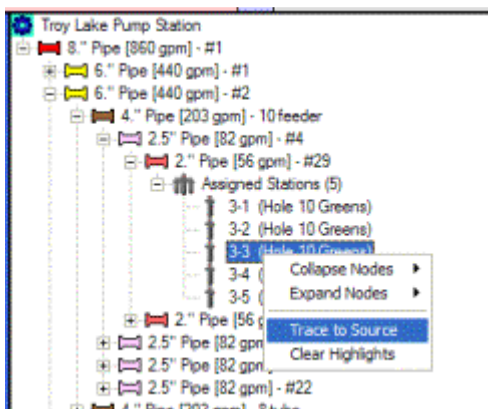 Troy Lake Pump Station
8." Pipe [860 gpm] - #1
6." Pipe [440 gpm] - #1
6." Pipe [440 gpm] - #2
4." Pipe [203 gpm] - 10 feeder
2.5" Pipe [82 gpm] - #4
2." Pipe [56 gpm] - #29
Assigned Stations (5)
3-1 (Hole 10 Greens)
3-2 (Hole 10 Greens)
3-3 (Hole 10 Greens)
3-4 (
3-5 (
Collapse Nodes
Expand Nodes
Trace to Source
Clear Highlights
2." Pipe [56 g
2.5" Pipe [82 gpm
2.5" Pipe [82 gpm
2.5" Pipe [82 gpm] - #22
4." Pipe [203 gpm] - 8